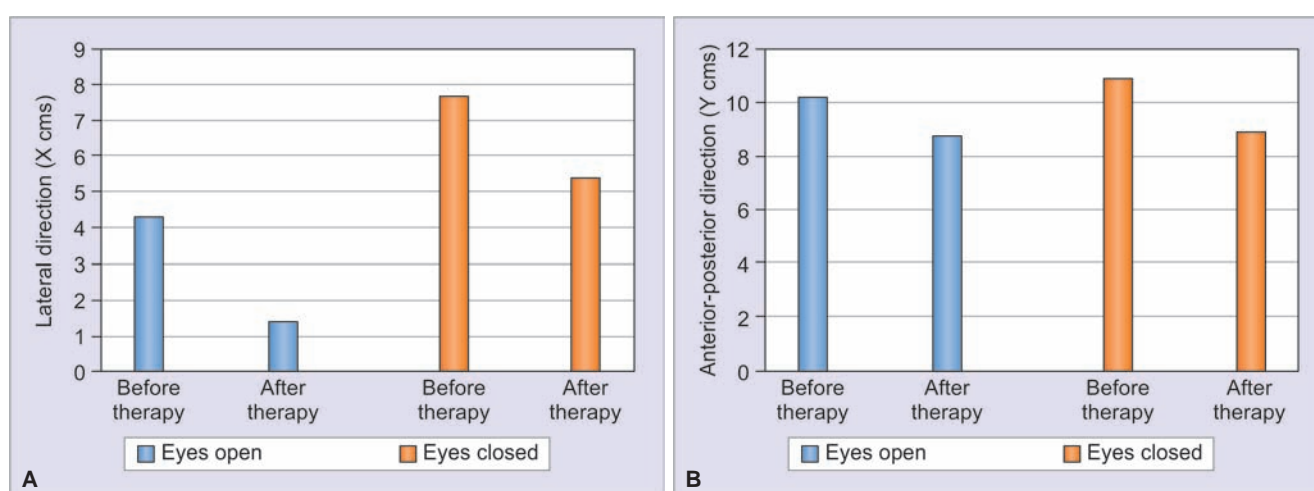 Lateral direction (X cms)
9
8
7
6
5
4
3
2
1
0
Before
therapy
After
therapy
Before
therapy
After
therapy
Eyes open
Eyes closed
A
Anterior-posterior direction (Y cms)
12
10
8
6
4
2
0
Before
therapy
After
therapy
Before
therapy
After
therapy
Eyes open
Eyes closed
B